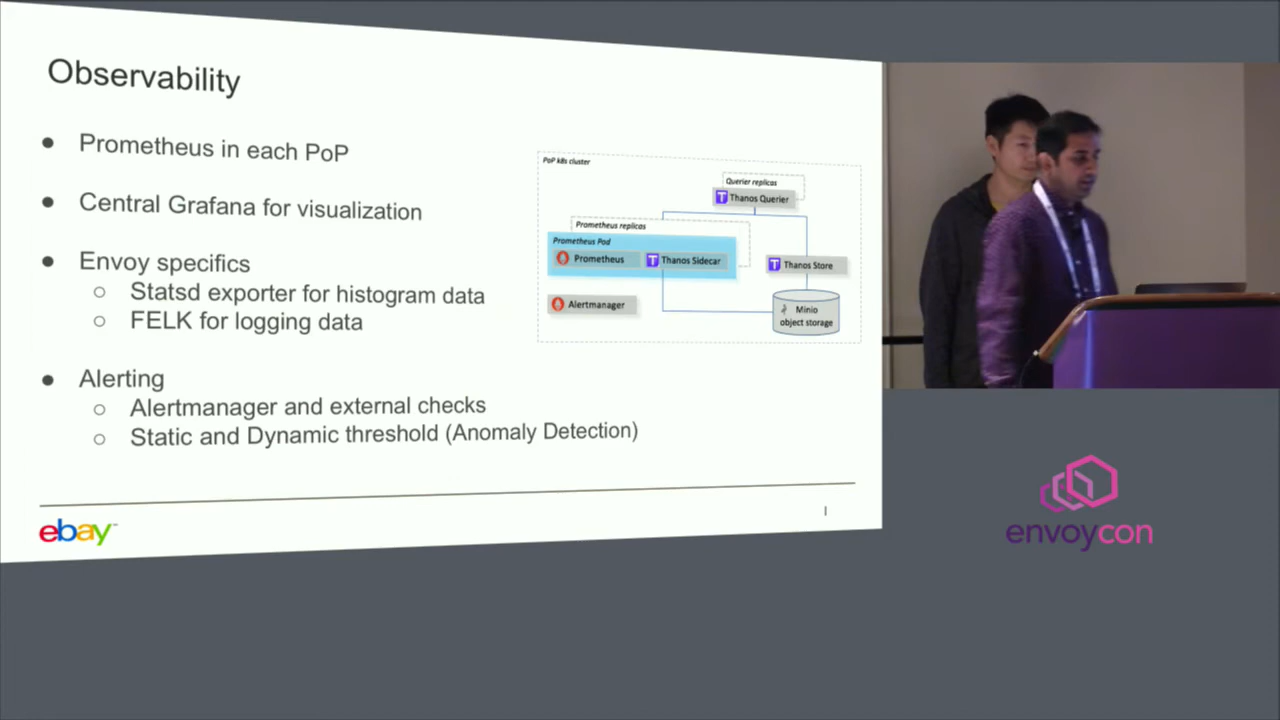 Observability
● Prometheus in each PoP
● Central Grafana for visualization
● Envoy specifics
○ Statsd exporter for histogram data
○ FELK for logging data
● Alerting
○ Alertmanager and external checks
○ Static and Dynamic threshold (Anomaly Detection)
PoP k8s cluster
Querier replicas
Thanos Querier
Prometheus replicas
Prometheus Pod
Prometheus
Thanos Sidecar
Thanos Store
Alertmanager
Minio
object storage
ebay™
envoycon